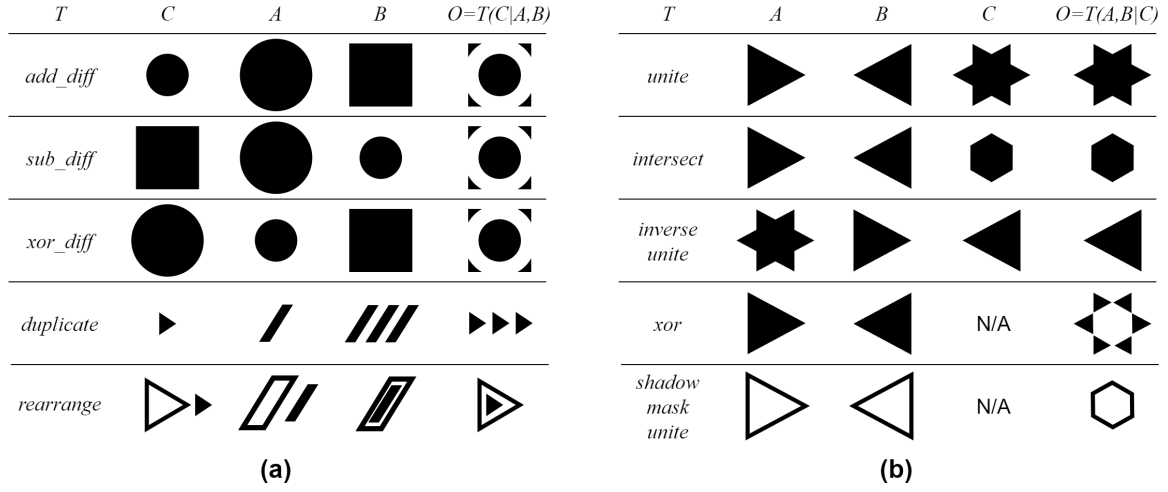 T C A B O=T(C|A,B)
add_diff
sub_diff
xor_diff
duplicate
rearrange
(a)
T A B C O=T(A,B|C)
unite
intersect
inverse
unite
xor N/A
shadow
mask N/A
unite
(b)